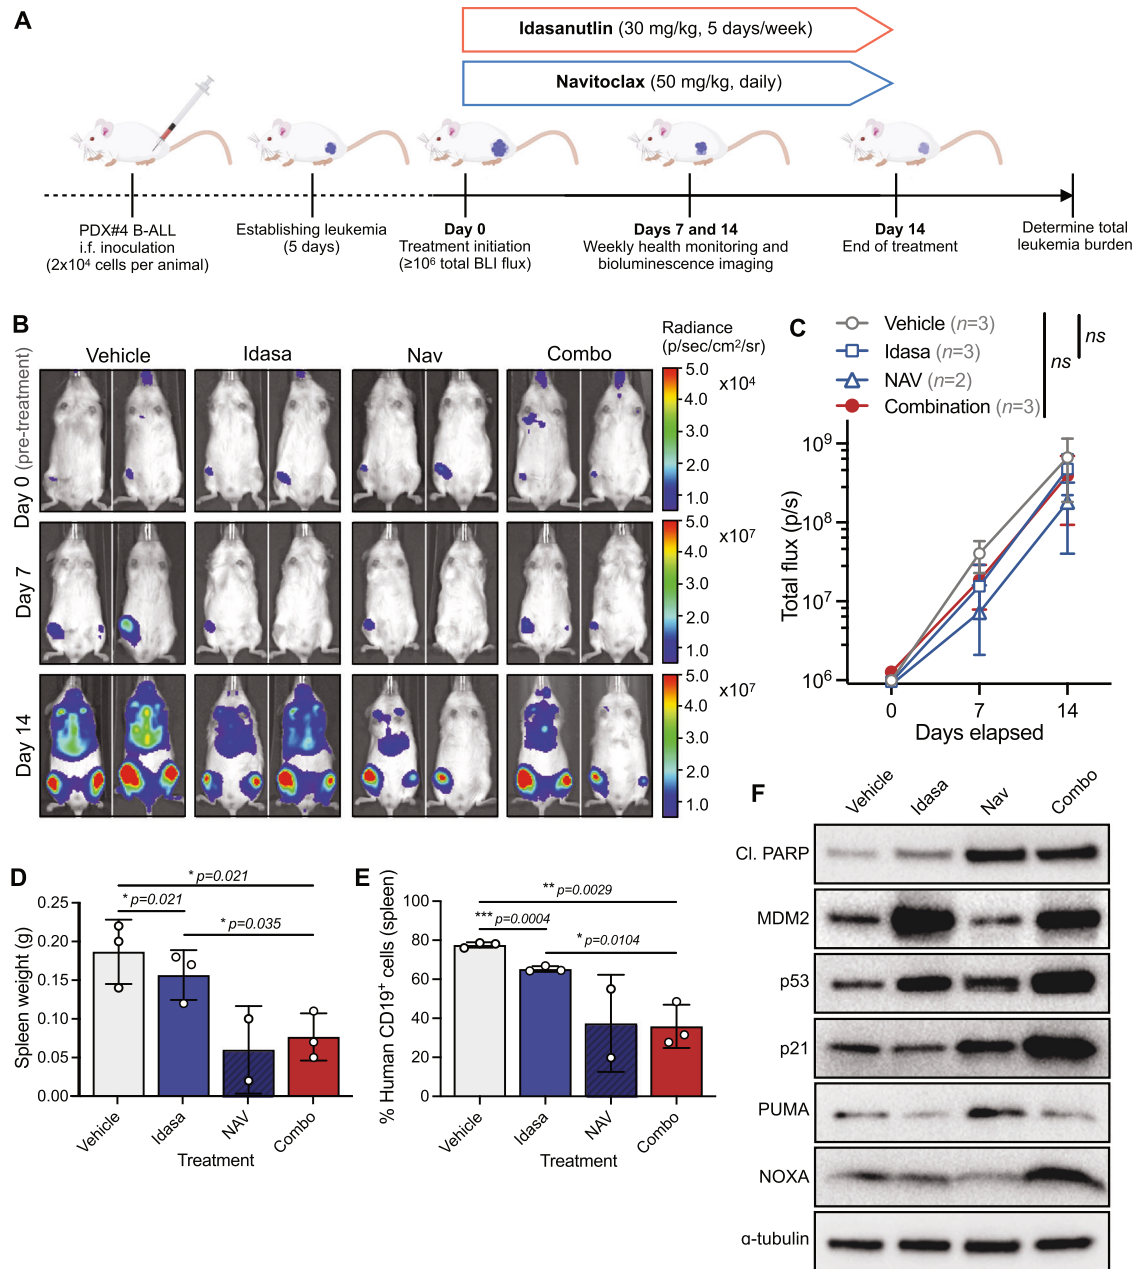 A
Idasanutlin (30 mg/kg, 5 days/week)
Navitoclax (50 mg/kg, daily)
PDX#4 B-ALL
i.f. inoculation
(2x10⁴ cells per animal)
Establishing leukemia
(5 days)
Day 0
Treatment initiation
(≥10⁶ total BLI flux)
Days 7 and 14
Weekly health monitoring and
bioluminescence imaging
Day 14
End of treatment
Determine total
leukemia burden
B
Vehicle
Idasa
Nav
Combo
Radiance
(p/sec/cm²/sr)
Day 0 (pre-treatment)
5.0
x10⁴
4.0
3.0
2.0
1.0
Day 7
5.0
x10⁷
4.0
3.0
2.0
1.0
Day 14
5.0
x10⁷
4.0
3.0
2.0
1.0
C
Vehicle (n=3)
Idasa (n=3)
NAV (n=2)
Combination (n=3)
ns
ns
Total flux (p/s)
10⁹
10⁸
10⁷
10⁶
0
7
14
Days elapsed
D
* p=0.021
* p=0.021
* p=0.035
Spleen weight (g)
0.25
0.20
0.15
0.10
0.05
0.00
Vehicle
Idasa
NAV
Combo
Treatment
E
** p=0.0029
*** p=0.0004
* p=0.0104
% Human CD19⁺ cells (spleen)
100
80
60
40
20
0
Vehicle
Idasa
NAV
Combo
Treatment
F
Vehicle
Idasa
Nav
Combo
Cl. PARP
MDM2
p53
p21
PUMA
NOXA
α-tubulin